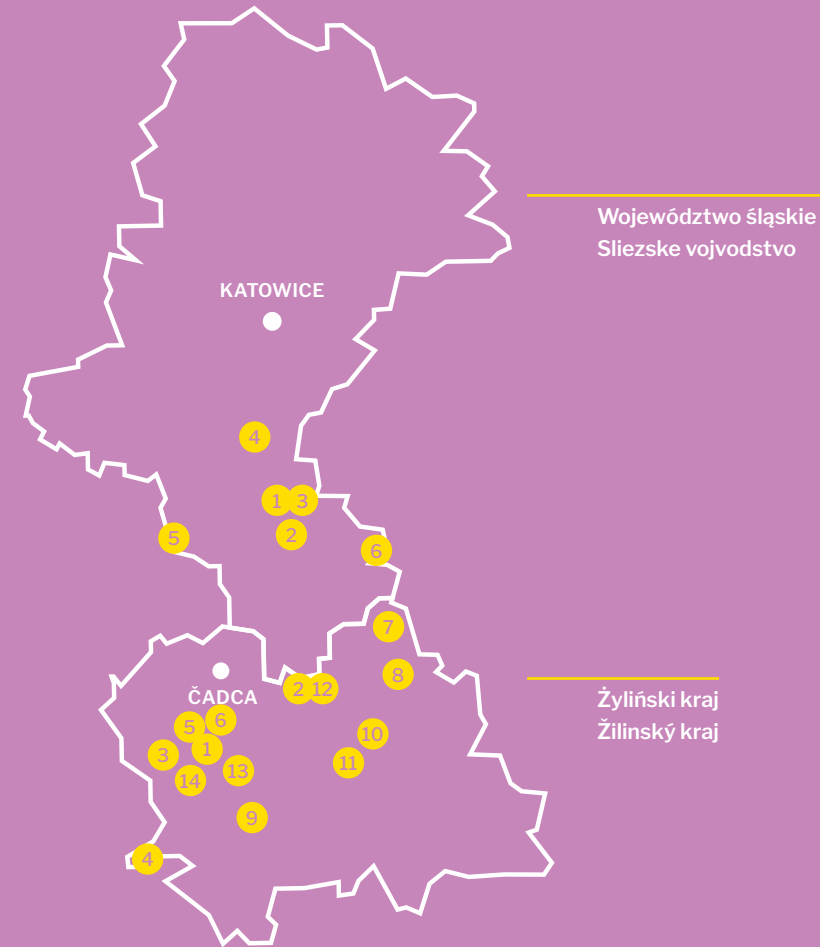 Województwo śląskie
Sliezske vojvodstvo
KATOWICE
4
1 3
2
5
6
7
8
2 12
ČADCA
Żyliński kraj
Žilinský kraj
5 6
10
3 1
11
13
14
9
4